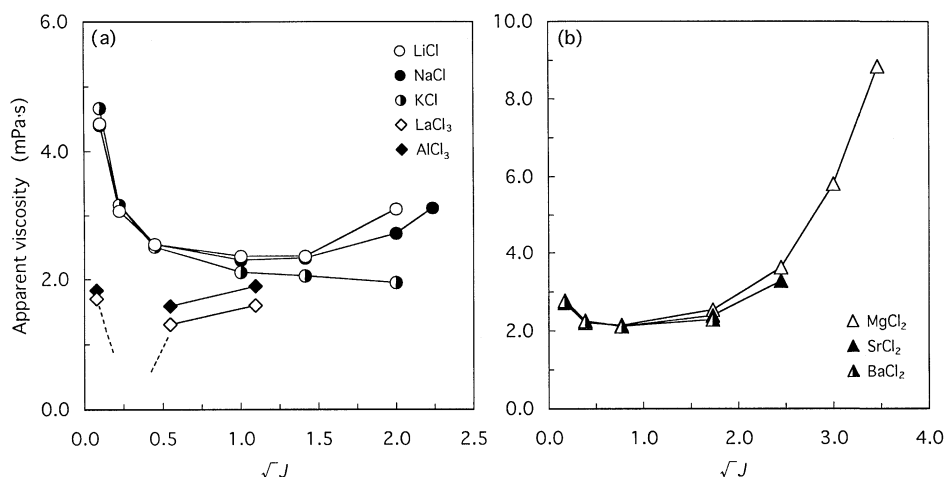 6.0
(a)
LiCl
NaCl
KCl
LaCl₃
AlCl₃
4.0
2.0
0.0
Apparent viscosity (mPa·s)
0.0 0.5 1.0 1.5 2.0 2.5
√J
10.0
(b)
8.0
6.0
4.0
2.0
0.0
MgCl₂
SrCl₂
BaCl₂
0.0 1.0 2.0 3.0 4.0
√J